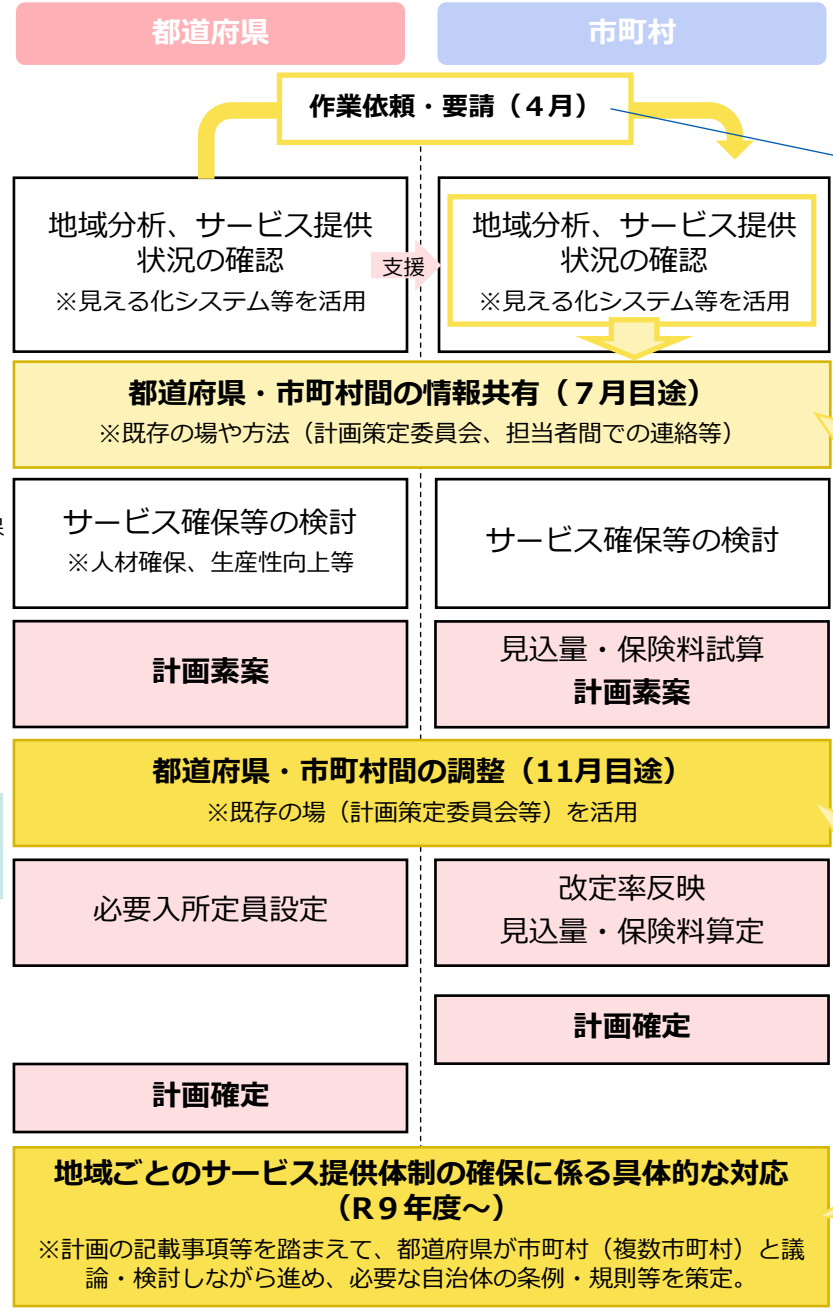 都道府県
市町村
作業依頼・要請（４月）
地域分析、サービス提供
状況の確認
※見える化システム等を活用
支援
地域分析、サービス提供
状況の確認
※見える化システム等を活用
都道府県・市町村間の情報共有（７月目途）
※既存の場や方法（計画策定委員会、担当者間での連絡等）
サービス確保等の検討
※人材確保、生産性向上等
サービス確保等の検討
計画素案
見込量・保険料試算
計画素案
都道府県・市町村間の調整（11月目途）
※既存の場（計画策定委員会等）を活用
必要入所定員設定
改定率反映
見込量・保険料算定
計画確定
計画確定
地域ごとのサービス提供体制の確保に係る具体的な対応
（R９年度～）
※計画の記載事項等を踏まえて、都道府県が市町村（複数市町村）と議
論・検討しながら進め、必要な自治体の条例・規則等を策定。